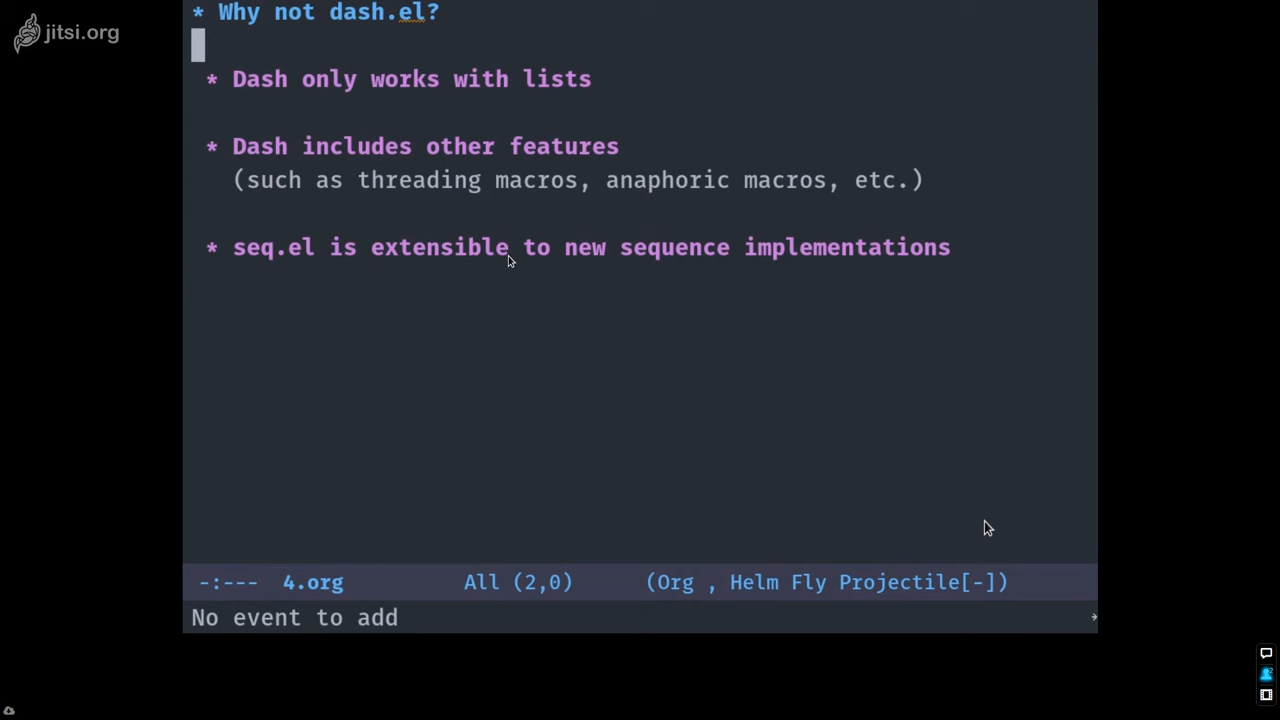 jitsi.org
* Why not dash.el?
* Dash only works with lists
* Dash includes other features
(such as threading macros, anaphoric macros, etc.)
* seq.el is extensible to new sequence implementations
-:--- 4.org All (2,0) (Org , Helm Fly Projectile[-])
No event to add